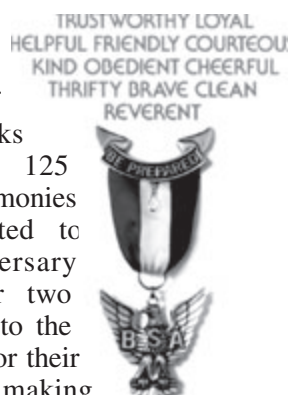 TRUSTWORTHY LOYAL
HELPFUL FRIENDLY COURTEOUS
KIND OBEDIENT CHEERFUL
THRIFTY BRAVE CLEAN
REVERENT
BE PREPARED
BSA
ks
125
monies
ted to
ersary
r two
to the
or their
making